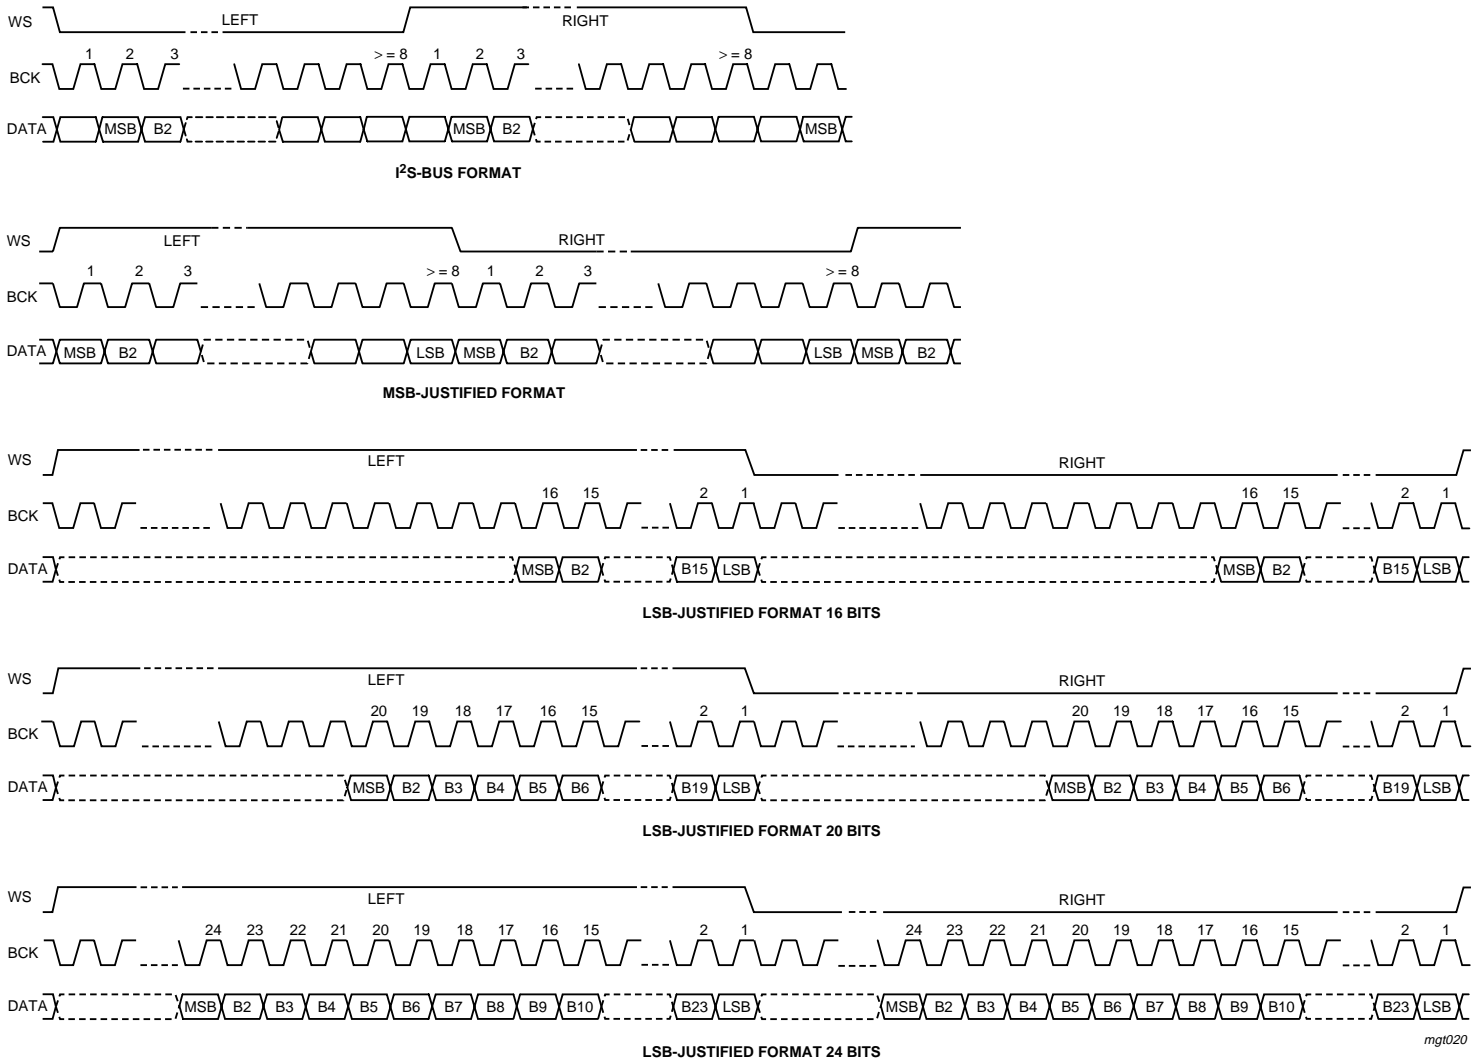 WS LEFT RIGHT
1 2 3 >= 8 1 2 3 >= 8
BCK
DATA MSB B2 MSB B2 MSB
I2S-BUS FORMAT
WS LEFT RIGHT
1 2 3 >= 8 1 2 3 >= 8
BCK
DATA MSB B2 LSB MSB B2 LSB MSB B2
MSB-JUSTIFIED FORMAT
WS LEFT RIGHT
16 15 2 1 16 15 2 1
BCK
DATA MSB B2 B15 LSB MSB B2 B15 LSB
LSB-JUSTIFIED FORMAT 16 BITS
WS LEFT RIGHT
20 19 18 17 16 15 2 1 20 19 18 17 16 15 2 1
BCK
DATA MSB B2 B3 B4 B5 B6 B19 LSB MSB B2 B3 B4 B5 B6 B19 LSB
LSB-JUSTIFIED FORMAT 20 BITS
WS LEFT RIGHT
24 23 22 21 20 19 18 17 16 15 2 1 24 23 22 21 20 19 18 17 16 15 2 1
BCK
DATA MSB B2 B3 B4 B5 B6 B7 B8 B9 B10 B23 LSB MSB B2 B3 B4 B5 B6 B7 B8 B9 B10 B23 LSB
mgt020
LSB-JUSTIFIED FORMAT 24 BITS